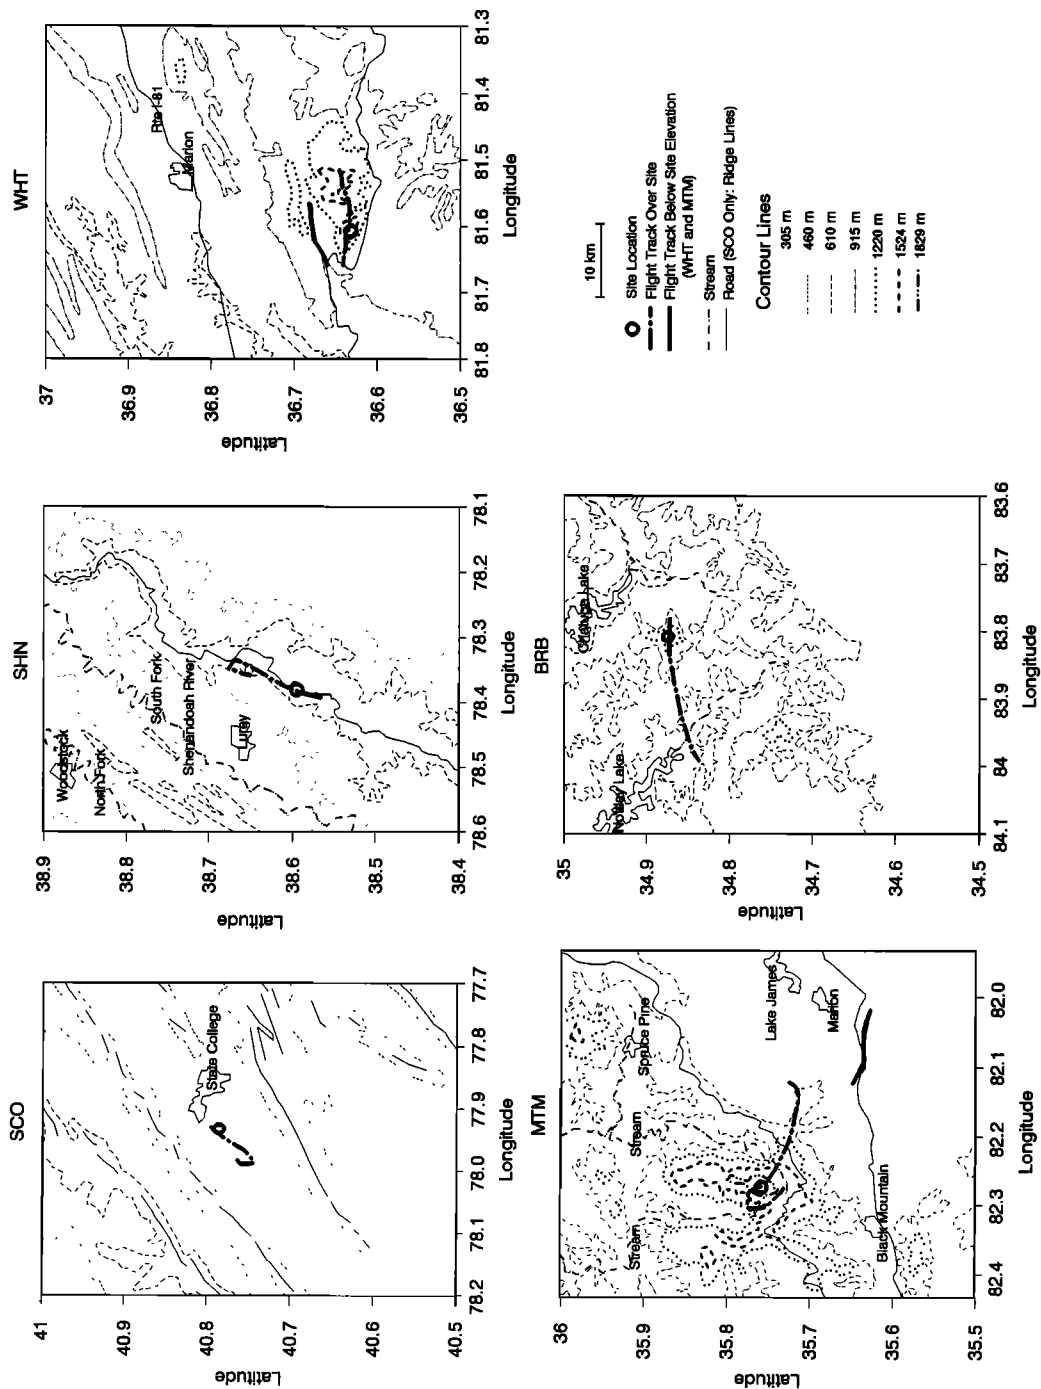 SCO
41
40.9
40.8
40.7
40.6
40.5
Latitude
78.2
78.1
78.0
77.9
77.8
77.7
Longitude
State College
SHN
38.9
38.8
38.7
38.6
38.5
38.4
Latitude
78.6
78.5
78.4
78.3
78.2
78.1
Longitude
Woodstock
North Fork
South Fork
Shenandoah River
Luray
WHT
37
36.9
36.8
36.7
36.6
36.5
Latitude
81.8
81.7
81.6
81.5
81.4
81.3
Longitude
Rte I-81
Marion
MTM
36
35.9
35.8
35.7
35.6
35.5
Latitude
82.4
82.3
82.2
82.1
82.0
Longitude
Stream
Stream
Spruce Pine
Lake James
Marion
Black Mountain
BRB
35
34.9
34.8
34.7
34.6
34.5
Latitude
84.1
84
83.9
83.8
83.7
83.6
Longitude
Nottely Lake
Chatuge Lake
10 km
Site Location
Flight Track Over Site
Flight Track Below Site Elevation
(WHT and MTM)
Stream
Road (SCO Only: Ridge Lines)
Contour Lines
305 m
460 m
610 m
915 m
1220 m
1524 m
1829 m